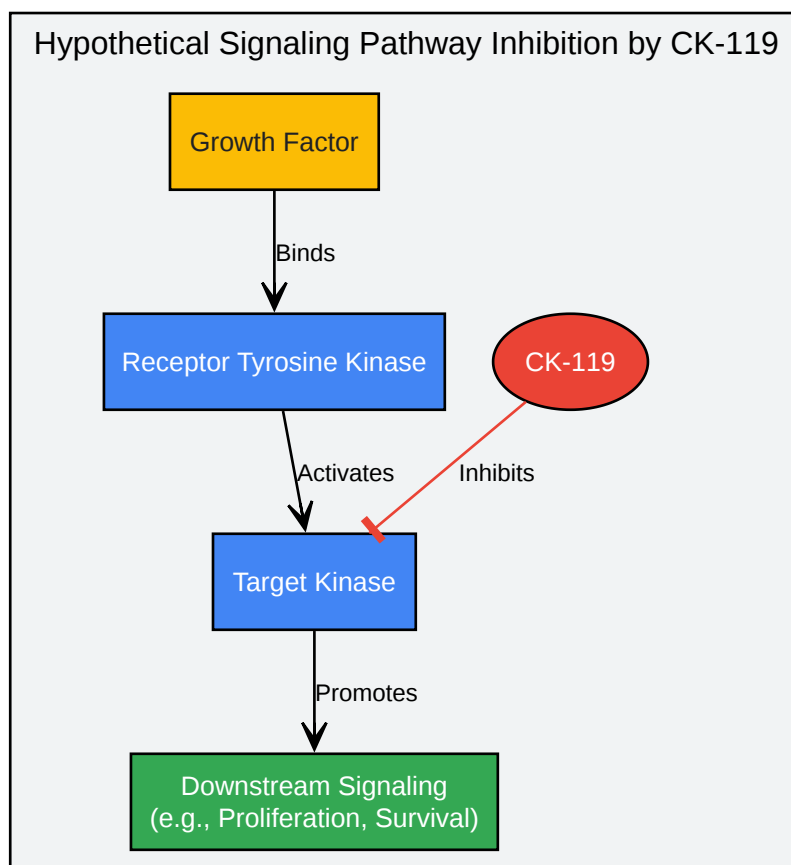 Hypothetical Signaling Pathway Inhibition by CK-119
Growth Factor
Binds
Receptor Tyrosine Kinase
CK-119
Activates
Inhibits
Target Kinase
Promotes
Downstream Signaling
(e.g., Proliferation, Survival)